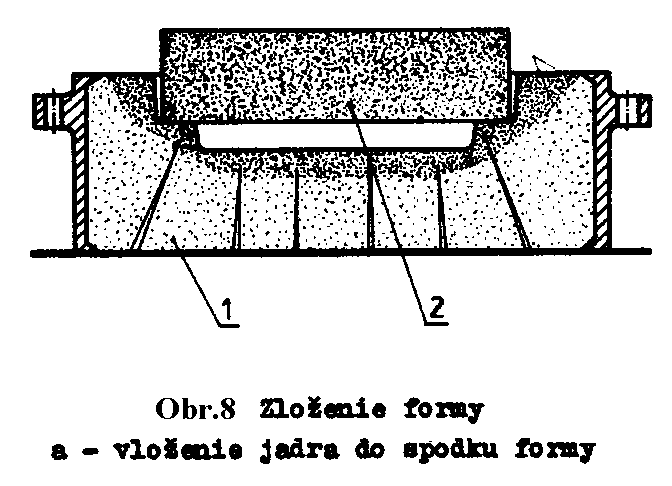 1
2
Obr.8 Zloženie formy
a - vloženie jadra do spodku formy